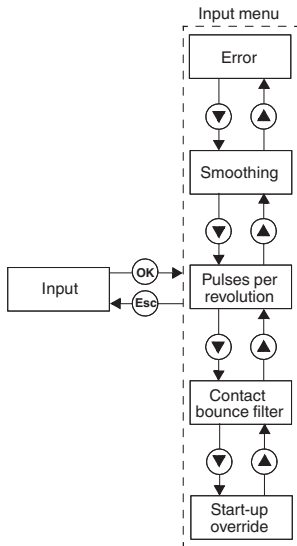 Input menu
Error
Smoothing
OK
Input
Esc
Pulses per
revolution
Contact
bounce filter
Start-up
override